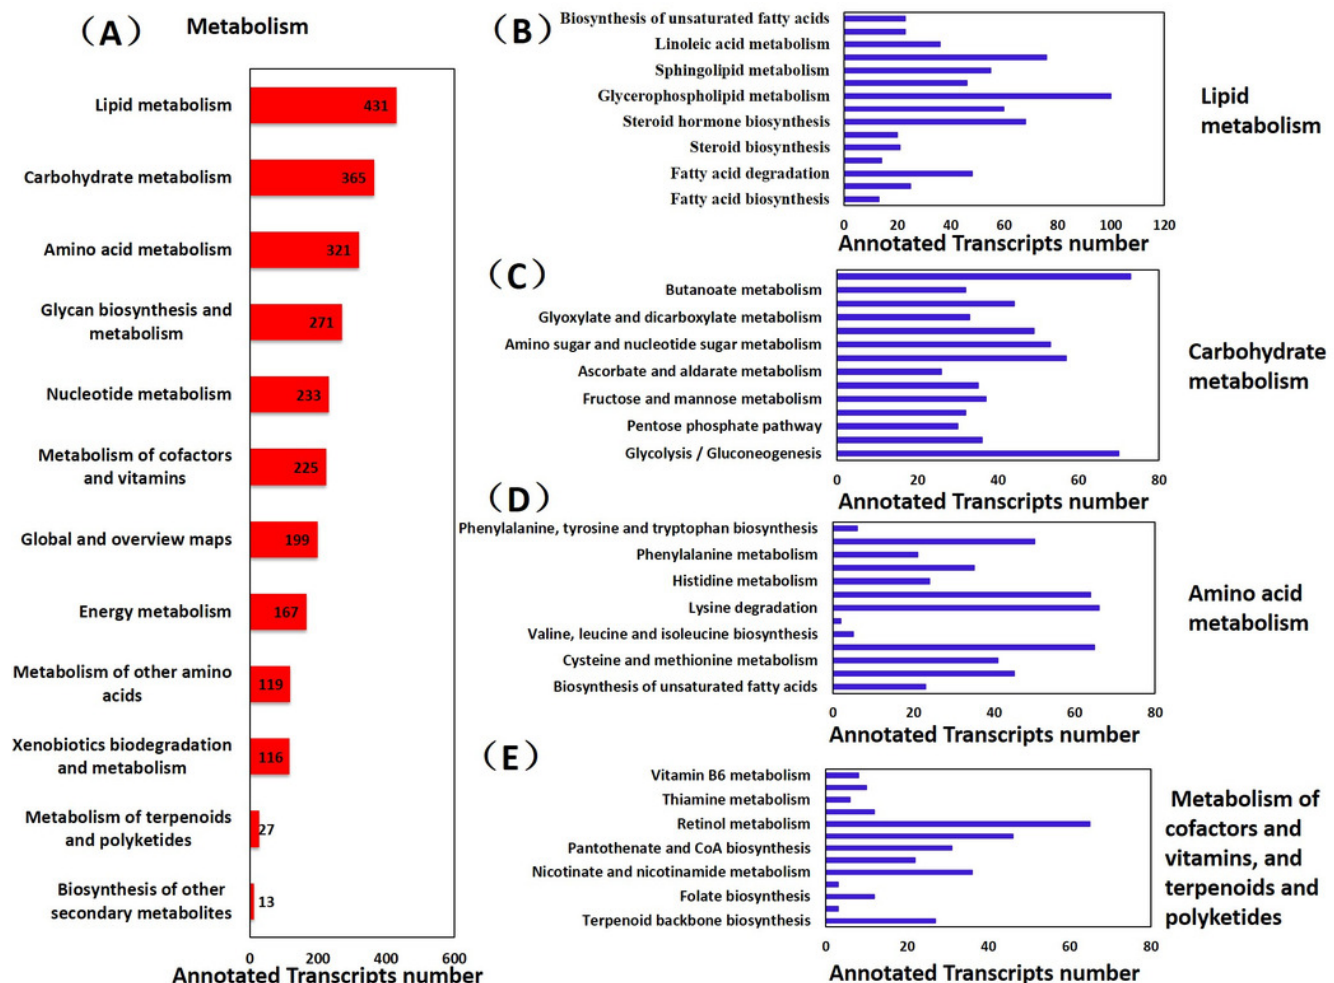 (A) Metabolism
Lipid metabolism
431
Carbohydrate metabolism
365
Amino acid metabolism
321
Glycan biosynthesis and
metabolism
271
Nucleotide metabolism
233
Metabolism of cofactors
and vitamins
225
Global and overview maps
199
Energy metabolism
167
Metabolism of other amino
acids
119
Xenobiotics biodegradation
and metabolism
116
Metabolism of terpenoids
and polyketides
27
Biosynthesis of other
secondary metabolites
13
0 200 400 600
Annotated Transcripts number
(B)
Biosynthesis of unsaturated fatty acids
Linoleic acid metabolism
Sphingolipid metabolism
Glycerophospholipid metabolism
Steroid hormone biosynthesis
Steroid biosynthesis
Fatty acid degradation
Fatty acid biosynthesis
0 20 40 60 80 100 120
Annotated Transcripts number
Lipid
metabolism
(C)
Butanoate metabolism
Glyoxylate and dicarboxylate metabolism
Amino sugar and nucleotide sugar metabolism
Ascorbate and aldarate metabolism
Fructose and mannose metabolism
Pentose phosphate pathway
Glycolysis / Gluconeogenesis
0 20 40 60 80
Annotated Transcripts number
Carbohydrate
metabolism
(D)
Phenylalanine, tyrosine and tryptophan biosynthesis
Phenylalanine metabolism
Histidine metabolism
Lysine degradation
Valine, leucine and isoleucine biosynthesis
Cysteine and methionine metabolism
Biosynthesis of unsaturated fatty acids
0 20 40 60 80
Annotated Transcripts number
Amino acid
metabolism
(E)
Vitamin B6 metabolism
Thiamine metabolism
Retinol metabolism
Pantothenate and CoA biosynthesis
Nicotinate and nicotinamide metabolism
Folate biosynthesis
Terpenoid backbone biosynthesis
0 20 40 60 80
Annotated Transcripts number
Metabolism of
cofactors and
vitamins, and
terpenoids and
polyketides